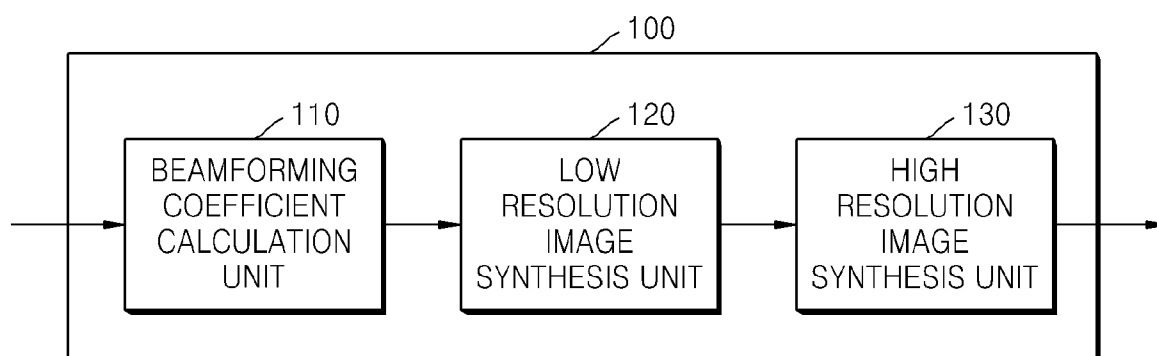 100
110
120
130
BEAMFORMING
COEFFICIENT
CALCULATION
UNIT
LOW
RESOLUTION
IMAGE
SYNTHESIS UNIT
HIGH
RESOLUTION
IMAGE
SYNTHESIS UNIT